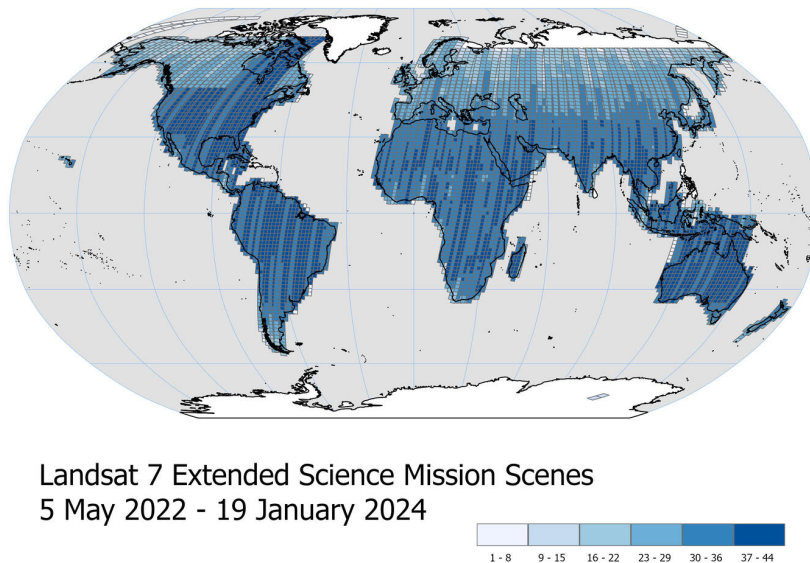 Landsat 7 Extended Science Mission Scenes
5 May 2022 - 19 January 2024
1 - 8 9 - 15 16 - 22 23 - 29 30 - 36 37 - 44